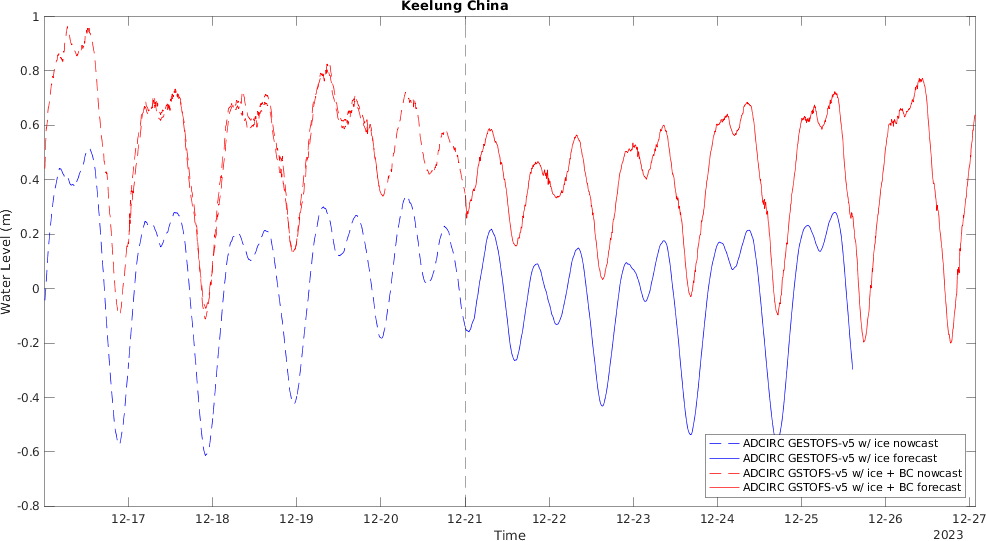 Keelung China
Water Level (m)
1
0.8
0.6
0.4
0.2
0
-0.2
-0.4
-0.6
-0.8
ADCIRC GESTOFS-v5 w/ ice nowcast
ADCIRC GESTOFS-v5 w/ ice forecast
ADCIRC GSTOFS-v5 w/ ice + BC nowcast
ADCIRC GSTOFS-v5 w/ ice + BC forecast
12-17 12-18 12-19 12-20 12-21 12-22 12-23 12-24 12-25 12-26 12-27
Time
2023